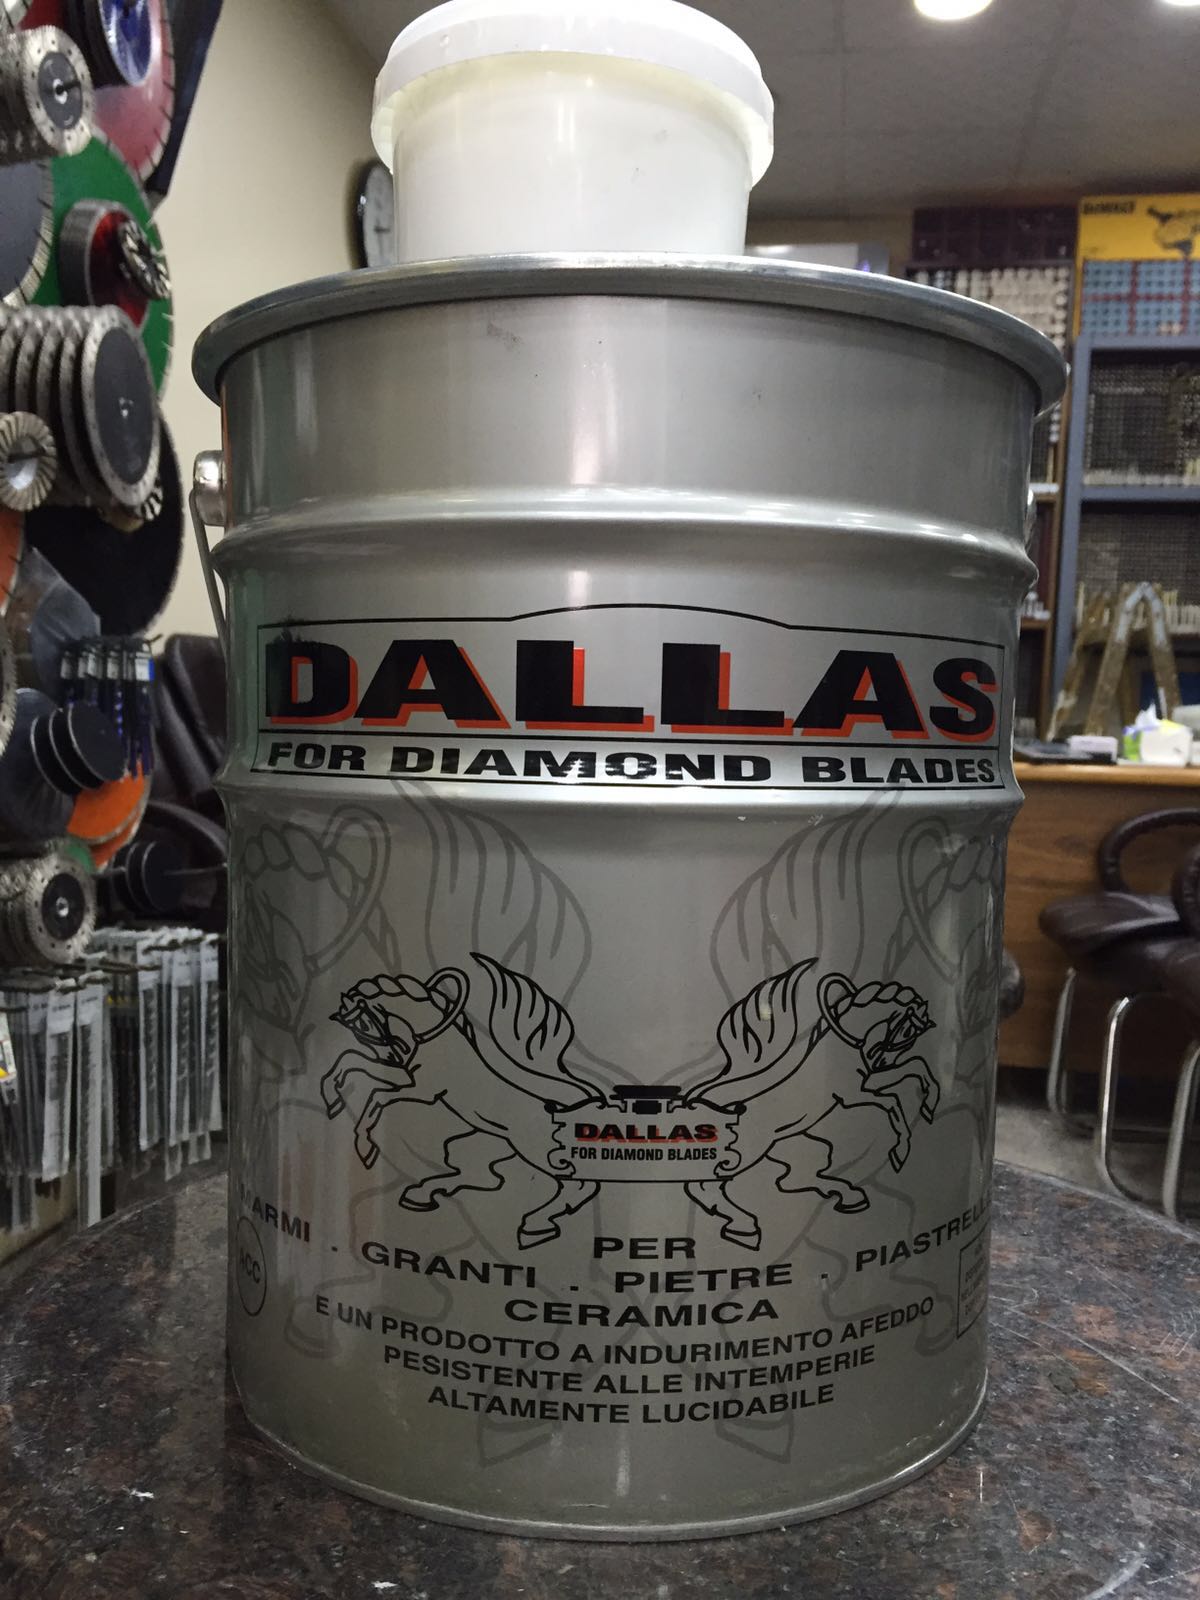 DALLAS
FOR DIAMOND BLADES
DALLAS
FOR DIAMOND BLADES
PER
MARMI . GRANTI . PIETRE . PIASTRELLE
CERAMICA
ACC
E UN PRODOTTO A INDURIMENTO AFEDDO
PESISTENTE ALLE INTEMPERIE
ALTAMENTE LUCIDABILE